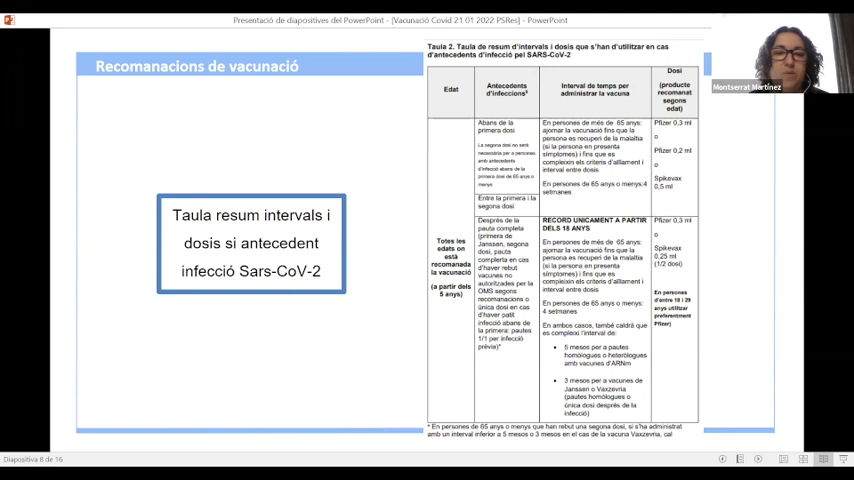 Presentació de diapositives del PowerPoint - [Vacunació Covid 21 01 2022 PSRes] - PowerPoint
Recomanacions de vacunació
Taula resum intervals i
dosis si antecedent
infecció Sars-CoV-2
Taula 2. Taula de resum d'intervals i dosis que s'han d'utilitzar en cas
d'antecedents d'infecció pel SARS-CoV-2
Edat
Antecedents
d'infeccions⁵
Interval de temps per
administrar la vacuna
Dosi
(producte
recomanat
segons
edat)
Totes les
edats on
està
recomanada
la vacunació
(a partir dels
5 anys)
Abans de la
primera dosi
La segona dosi no serà
necessària per a persones
amb antecedents
d'infecció abans de la
primera dosi de 65 anys o
menys
En persones de més de 65 anys:
ajornar la vacunació fins que la
persona es recuperi de la malaltia
(si la persona en presenta
símptomes) i fins que es
compleixin els criteris d'aïllament i
interval entre dosis
En persones de 65 anys o menys:4
setmanes
Pfizer 0,3 ml
o
Pfizer 0,2 ml
o
Spikevax
0,5 ml
Entre la primera i la
segona dosi
Després de la
pauta completa
(primera de
Janssen, segona
dosi, pauta
complerta en cas
d'haver rebut
vacunes no
autoritzades per la
OMS segons
recomanacions o
única dosi en cas
d'haver patit
infecció abans de
la primera: pautes
1/1 per infecció
prèvia)*
RECORD UNICAMENT A PARTIR
DELS 18 ANYS
En persones de més de 65 anys:
ajornar la vacunació fins que la
persona es recuperi de la malaltia
(si la persona en presenta
símptomes) i fins que es
compleixin els criteris d'aïllament i
interval entre dosis
En persones de 65 anys o menys:
4 setmanes
En ambos casos, també caldrà que
es compleixi l'interval de:
• 5 mesos per a pautes
homòlogues o heteròlogues
amb vacunes d'ARNm
• 3 mesos per a vacunes de
Janssen o Vaxzevria
(pautes homòlogues o
única dosi després de la
infecció)
Pfizer 0,3 ml
o
Spikevax
0,25 ml
(1/2 dosi)
En persones
d'entre 18 i 29
anys utilitzar
preferentment
Pfizer)
* En persones de 65 anys o menys que han rebut una segona dosi, si s'ha administrat
amb un interval inferior a 5 mesos o 3 mesos en el cas de la vacuna Vaxzevria, cal
Montserrat Martínez
Diapositiva 8 de 16